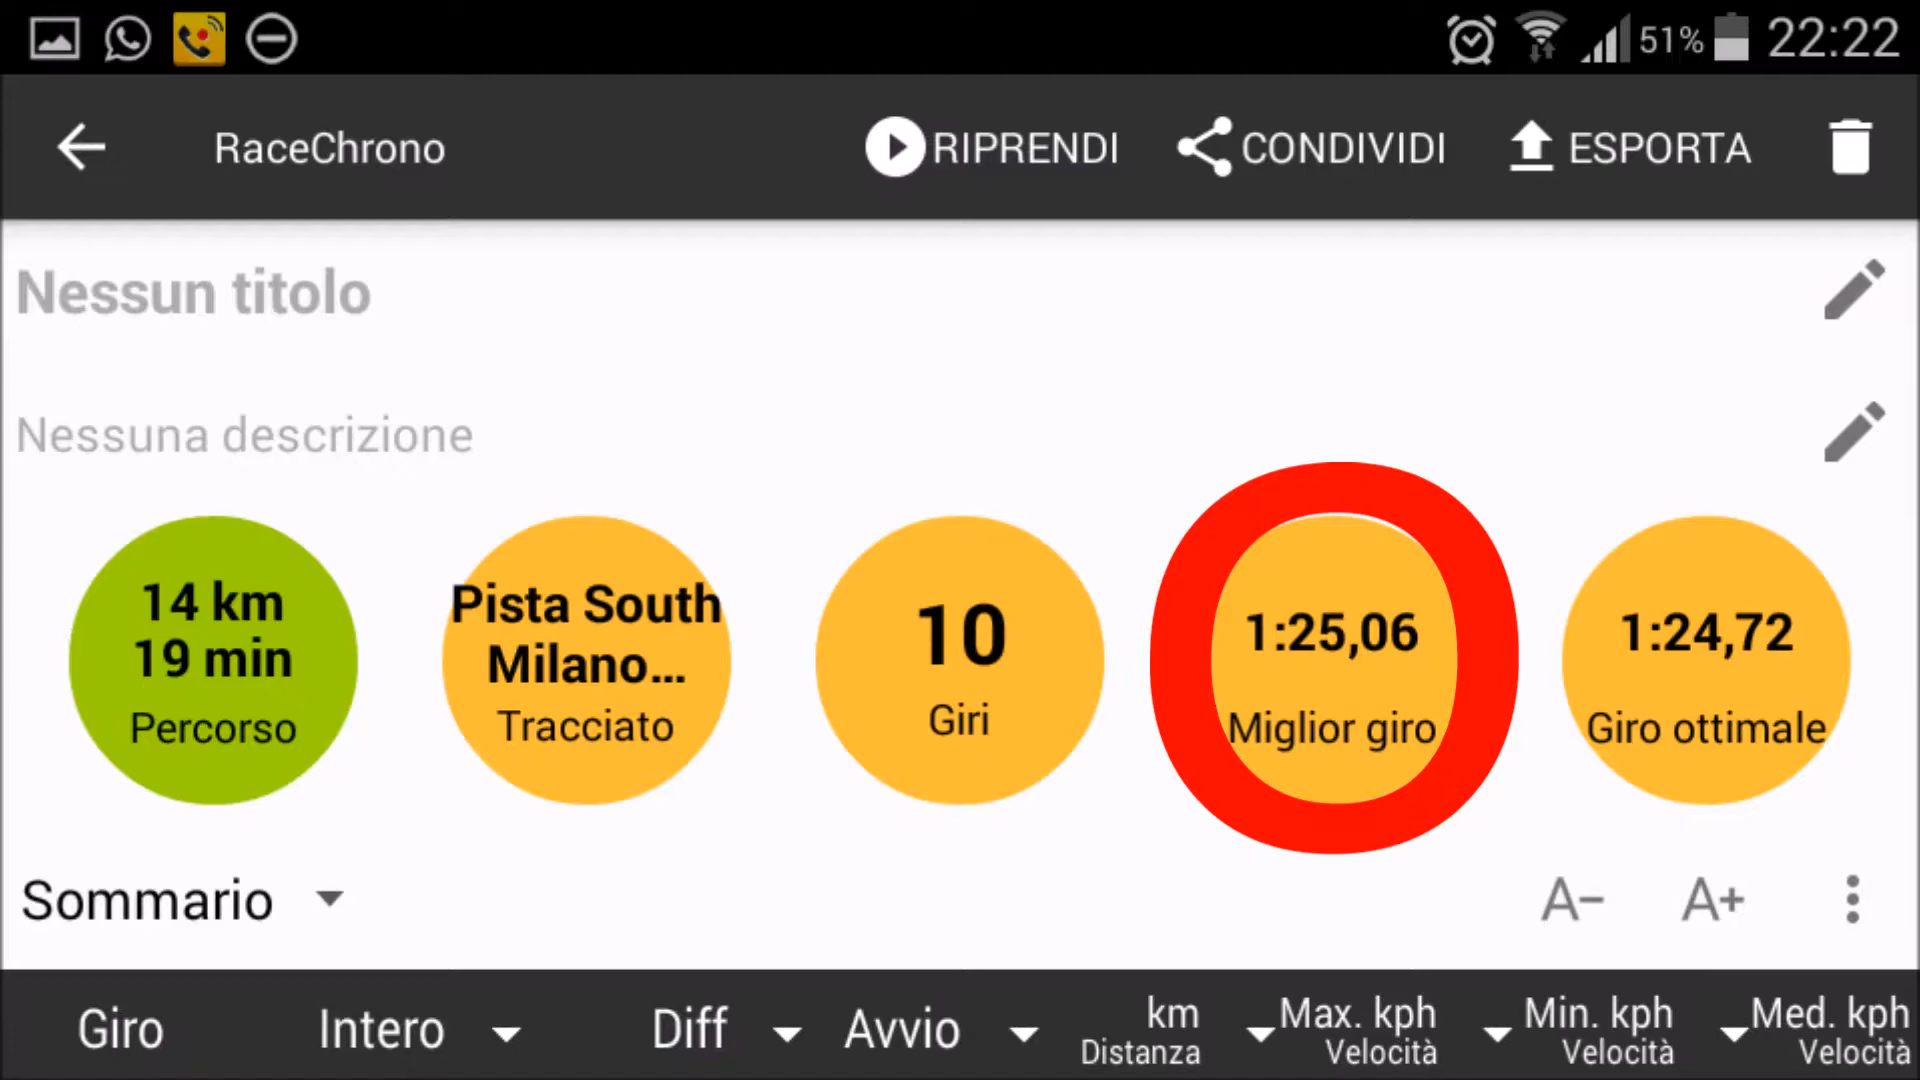 51% 22:22
RaceChrono RIPRENDI CONDIVIDI ESPORTA
Nessun titolo
Nessuna descrizione
14 km
19 min
Percorso
Pista South
Milano...
Tracciato
10
Giri
1:25,06
Miglior giro
1:24,72
Giro ottimale
Sommario A- A+
Giro Intero Diff Avvio km Distanza Max. kph Velocità Min. kph Velocità Med. kph Velocità